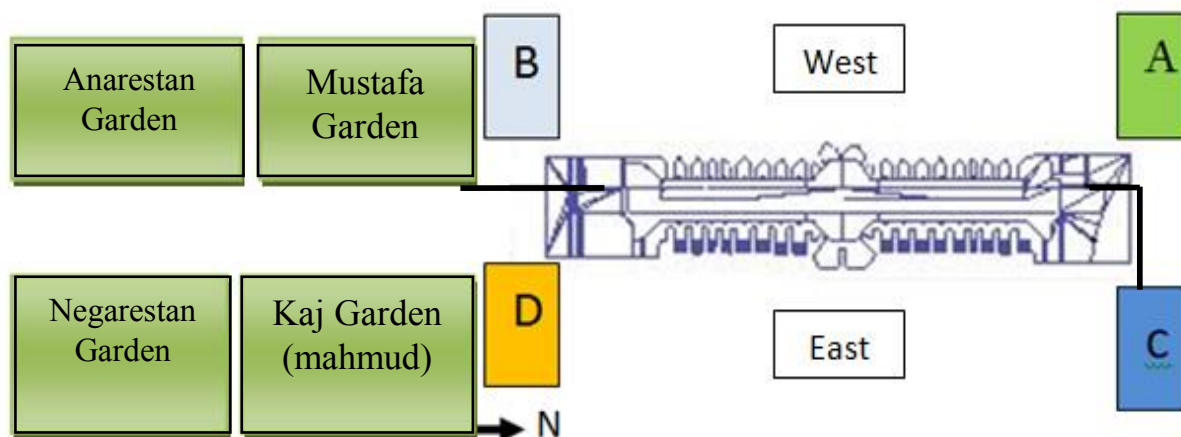 Anarestan
Garden
Mustafa
Garden
B
West
A
Negarestan
Garden
Kaj Garden
(mahmud)
D
East
C
N